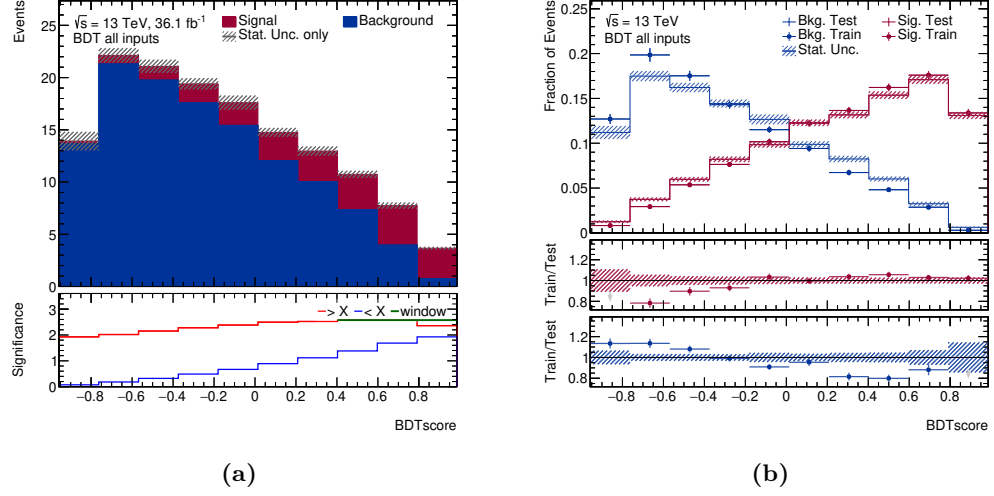 Events
√s = 13 TeV, 36.1 fb⁻¹
BDT all inputs
Signal
Background
Stat. Unc. only
25
20
15
10
5
0
Significance
3
2
1
0
> X
< X
window
−0.8 −0.6 −0.4 −0.2 0 0.2 0.4 0.6 0.8
BDTscore
(a)
Fraction of Events
√s = 13 TeV
BDT all inputs
Bkg. Test
Sig. Test
Bkg. Train
Sig. Train
Stat. Unc.
0.25
0.2
0.15
0.1
0.05
0
Train/Test
1.2
1
0.8
Train/Test
1.2
1
0.8
−0.8 −0.6 −0.4 −0.2 0 0.2 0.4 0.6 0.8
BDTscore
(b)